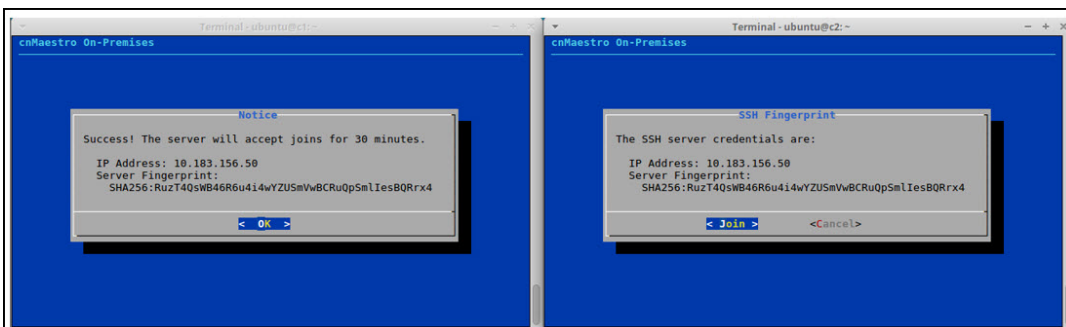 Terminal - ubuntu@c1: ~
cnMaestro On-Premises
Notice
Success! The server will accept joins for 30 minutes.
IP Address: 10.183.156.50
Server Fingerprint:
SHA256:RuzT4QsWB46R6u4i4wYZUSmVwBCRuQpSmlIesBQRrx4
< OK >
Terminal - ubuntu@c2: ~
cnMaestro On-Premises
SSH Fingerprint
The SSH server credentials are:
IP Address: 10.183.156.50
Server Fingerprint:
SHA256:RuzT4QsWB46R6u4i4wYZUSmVwBCRuQpSmlIesBQRrx4
< Join > <Cancel>